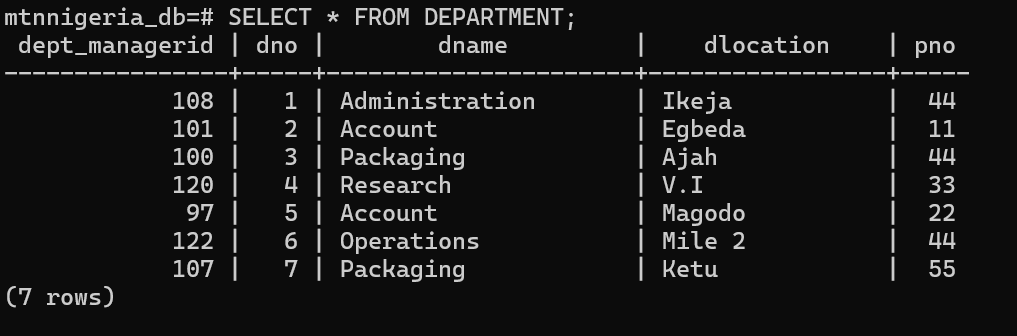 mtnnigeria_db=# SELECT * FROM DEPARTMENT;
 dept_managerid | dno |         dname         |    dlocation    | pno
----------------+-----+-----------------------+-----------------+-----
            108 |   1 | Administration        | Ikeja           |  44
            101 |   2 | Account               | Egbeda          |  11
            100 |   3 | Packaging             | Ajah            |  44
            120 |   4 | Research              | V.I             |  33
             97 |   5 | Account               | Magodo          |  22
            122 |   6 | Operations            | Mile 2          |  44
            107 |   7 | Packaging             | Ketu            |  55
(7 rows)